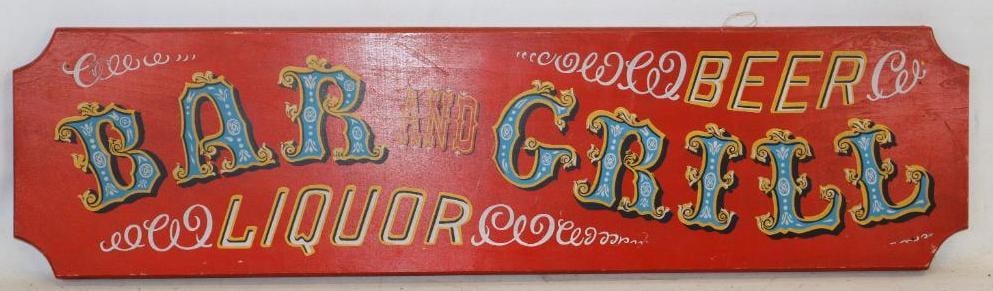 BEER
BAR AND GRILL
LIQUOR